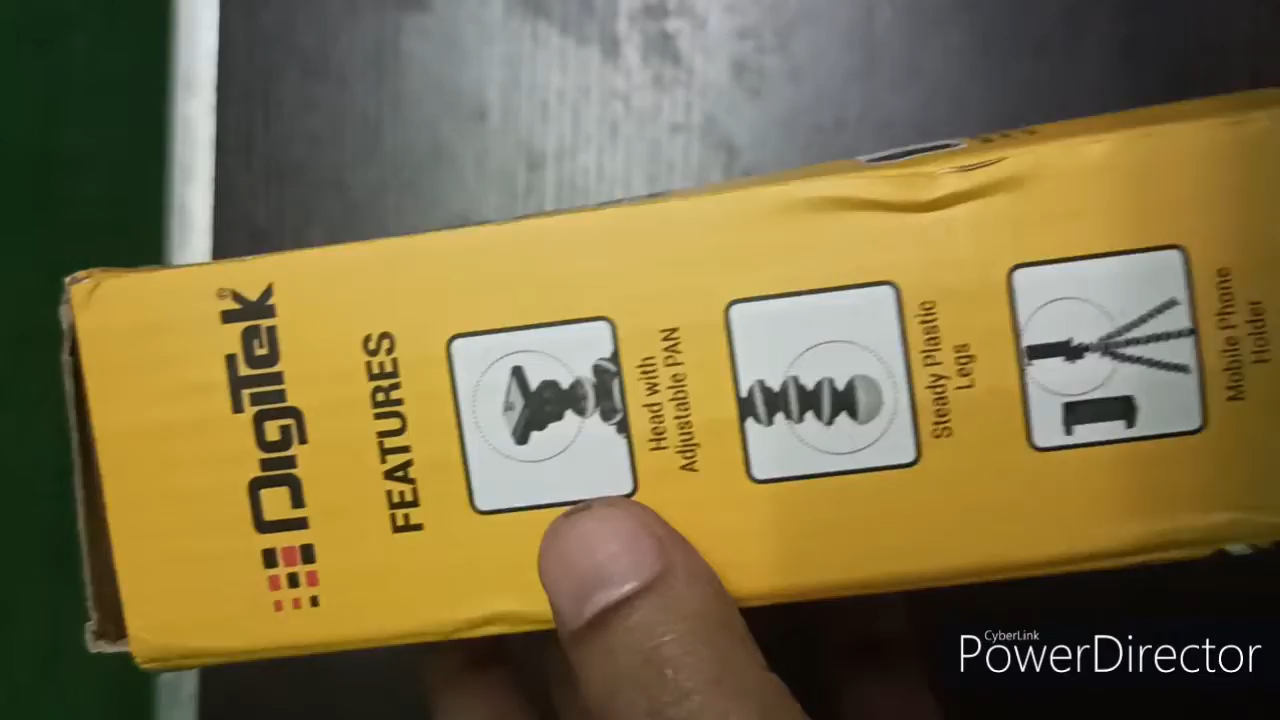 DIGITEK®
FEATURES
Head with
Adjustable PAN
Steady Plastic
Legs
Mobile Phone
Holder
CyberLink
PowerDirector